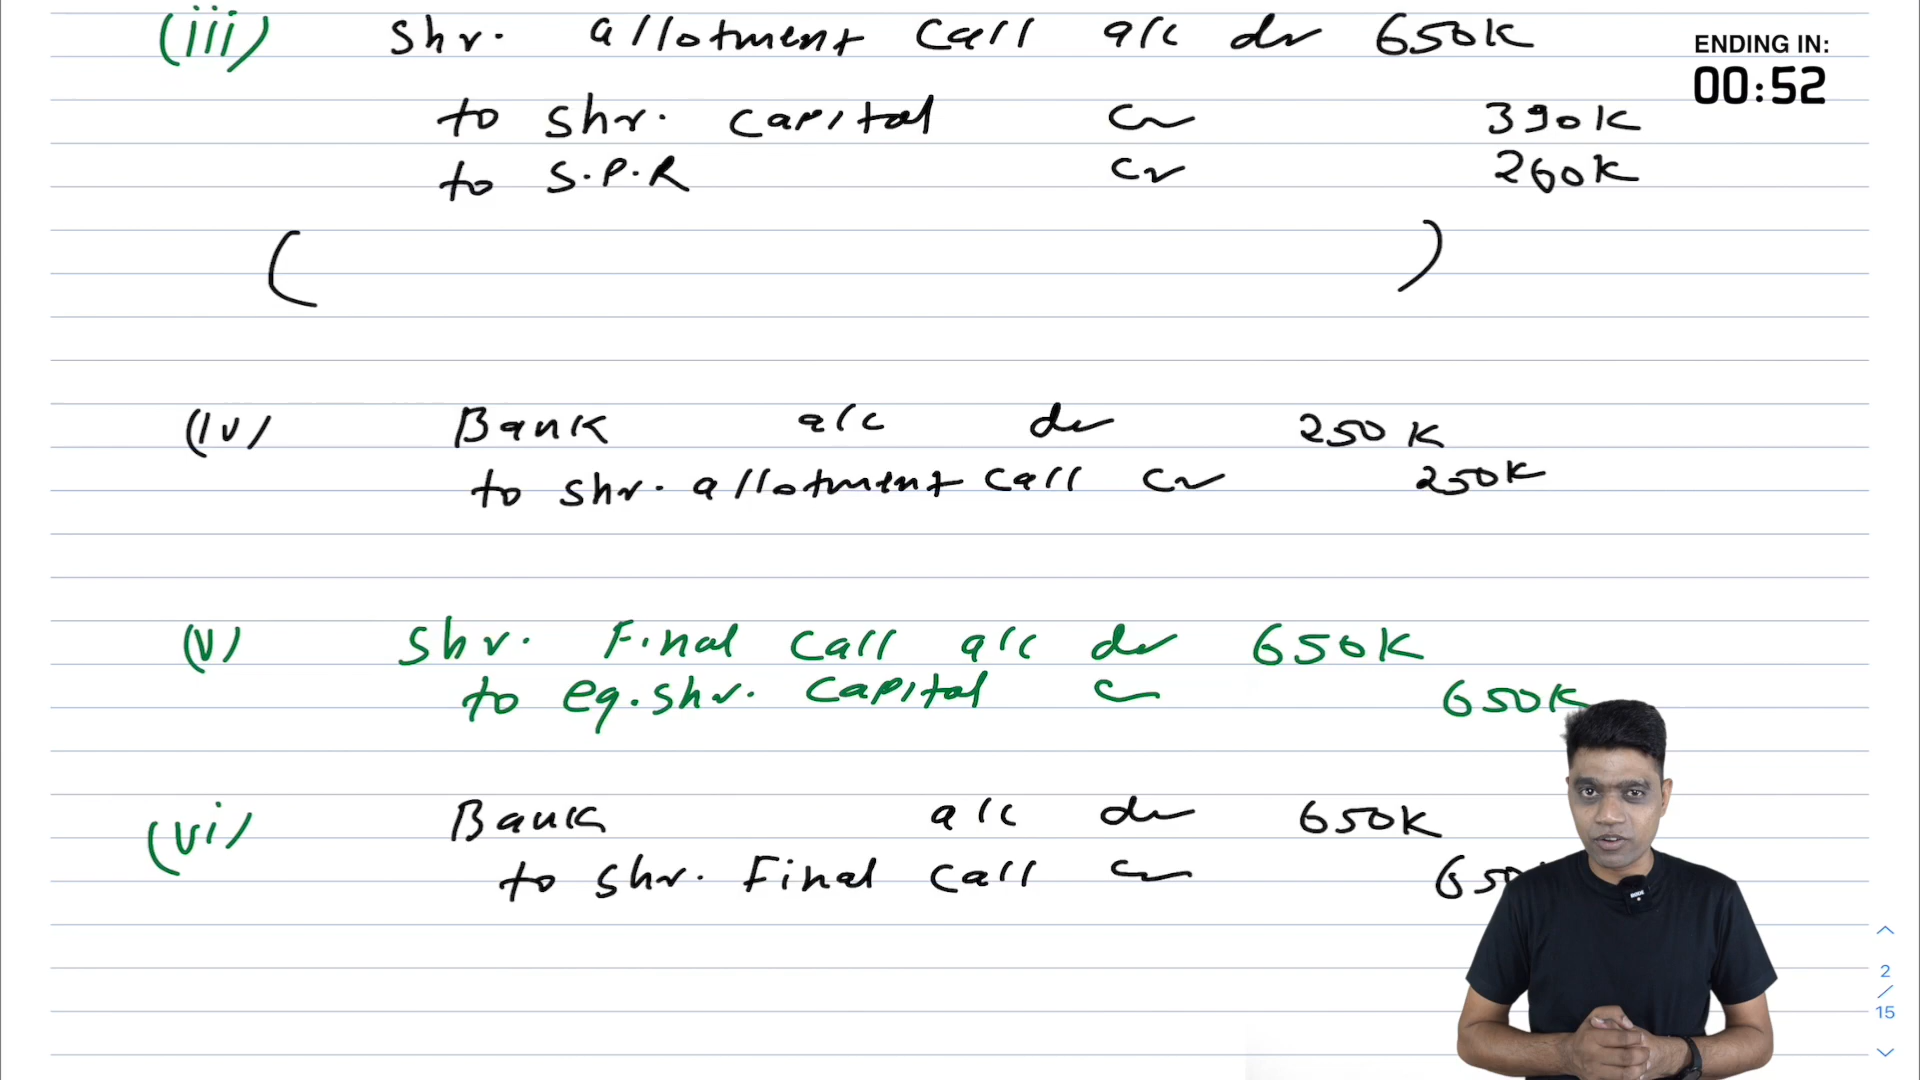 (iii) Shr. allotment Call a/c dr 650K
ENDING IN:
00:52
to Shr. Capital Cr 390K
to S.P.R Cr 260K
( )
(iv) Bank a/c dr 250K
to Shr. allotment Call Cr 250K
(v) Shr. Final Call a/c dr 650K
to eq. Shr. Capital Cr 650K
(vi) Bank a/c dr 650K
to Shr. Final Call Cr 650
2
/
15